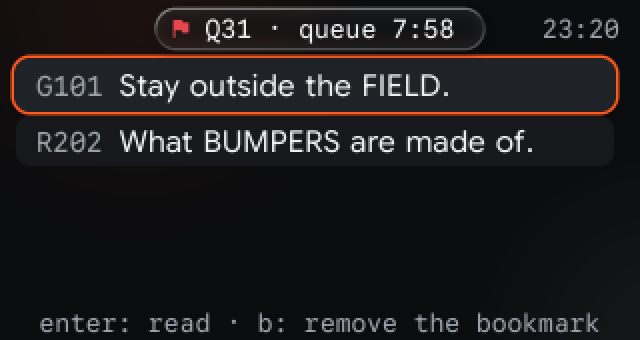 Q31 · queue 7:58 23:20
G101 Stay outside the FIELD.
R202 What BUMPERS are made of.
enter: read · b: remove the bookmark